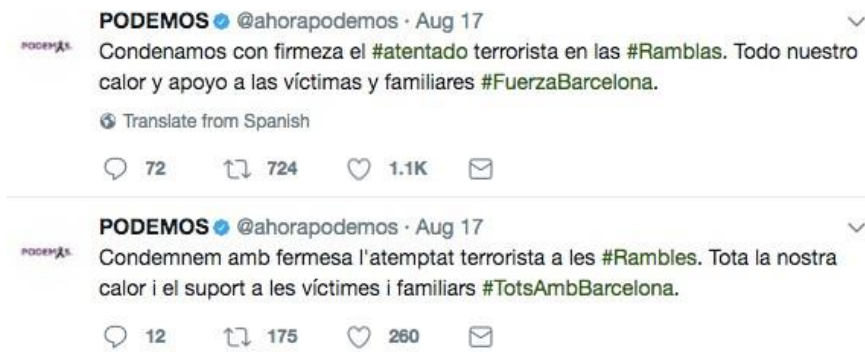 PODEMOS @ahorapodemos · Aug 17
PODEMOS.
Condenamos con firmeza el #atentado terrorista en las #Ramblas. Todo nuestro
calor y apoyo a las víctimas y familiares #FuerzaBarcelona.
Translate from Spanish
72 724 1.1K
PODEMOS @ahorapodemos · Aug 17
PODEMOS.
Condemnem amb fermesa l'atemptat terrorista a les #Rambles. Tota la nostra
calor i el suport a les víctimes i familiars #TotsAmbBarcelona.
12 175 260